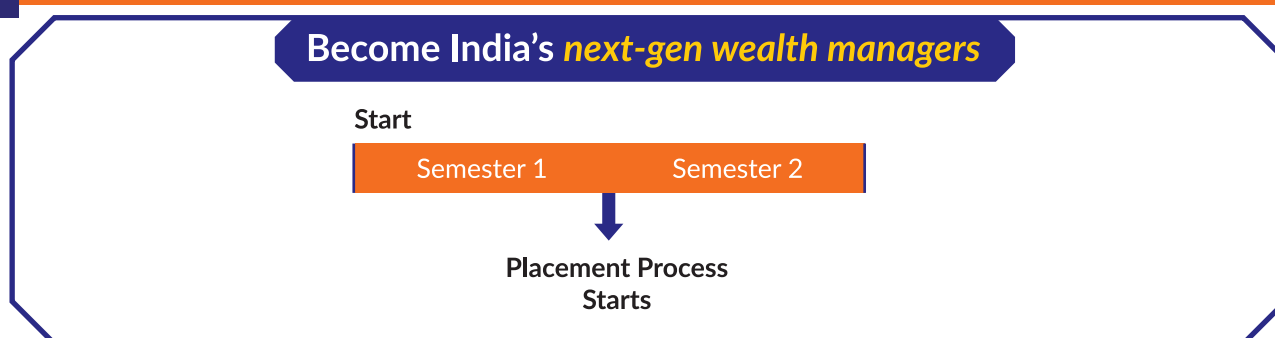 Become India's next-gen wealth managers
Start
Semester 1 Semester 2
Placement Process
Starts